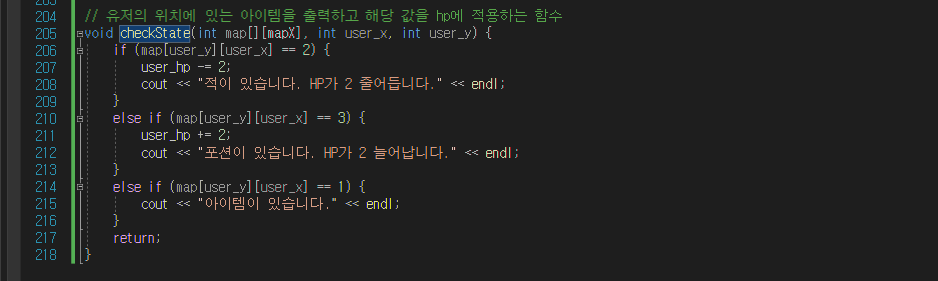 203
204 // 유저의 위치에 있는 아이템을 출력하고 해당 값을 hp에 적용하는 함수
205 void checkState(int map[][mapX], int user_x, int user_y) {
206 if (map[user_y][user_x] == 2) {
207 user_hp -= 2;
208 cout << "적이 있습니다. HP가 2 줄어듭니다." << endl;
209 }
210 else if (map[user_y][user_x] == 3) {
211 user_hp += 2;
212 cout << "포션이 있습니다. HP가 2 늘어납니다." << endl;
213 }
214 else if (map[user_y][user_x] == 1) {
215 cout << "아이템이 있습니다." << endl;
216 }
217 return;
218 }